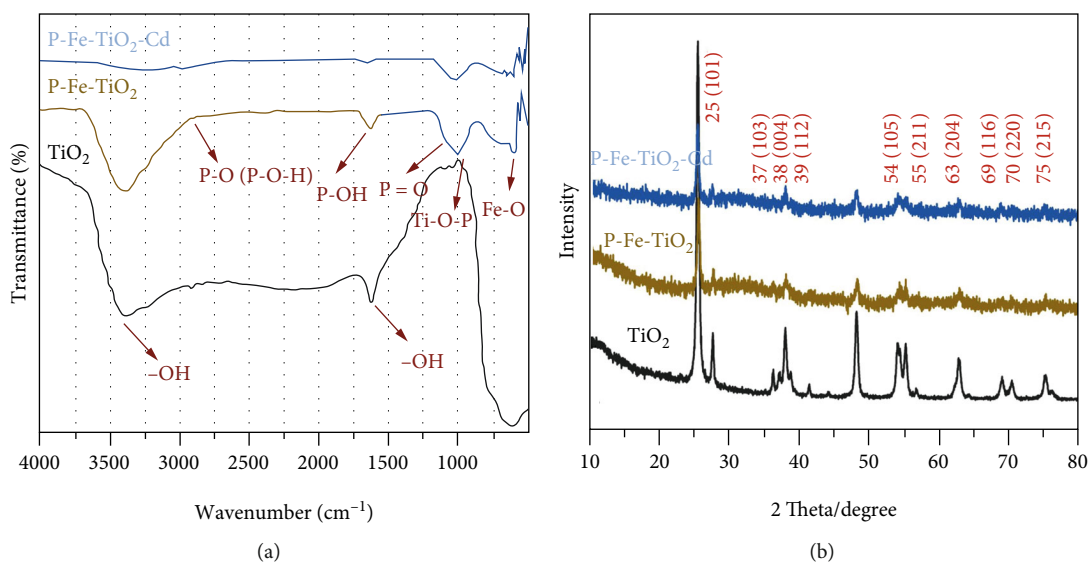 4000
3500
3000
2500
2000
1500
1000
Wavenumber (cm⁻¹)
Transmittance (%)
P-Fe-TiO₂-Cd
P-Fe-TiO₂
TiO₂
P-O (P-O-H)
P-OH
P = O
Ti-O-P
Fe-O
–OH
–OH
(a)
10
20
30
40
50
60
70
80
2 Theta/degree
Intensity
P-Fe-TiO₂-Cd
P-Fe-TiO₂
TiO₂
25 (101)
37 (103)
38 (004)
39 (112)
54 (105)
55 (211)
63 (204)
69 (116)
70 (220)
75 (215)
(b)